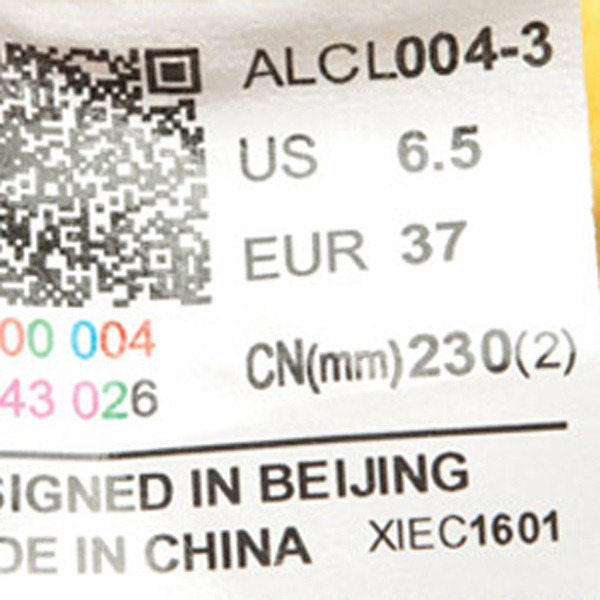 ALCL004-3
US 6.5
EUR 37
00 004
CN(mm)230(2)
43 026
SIGNED IN BEIJING
DE IN CHINA XIEC1601